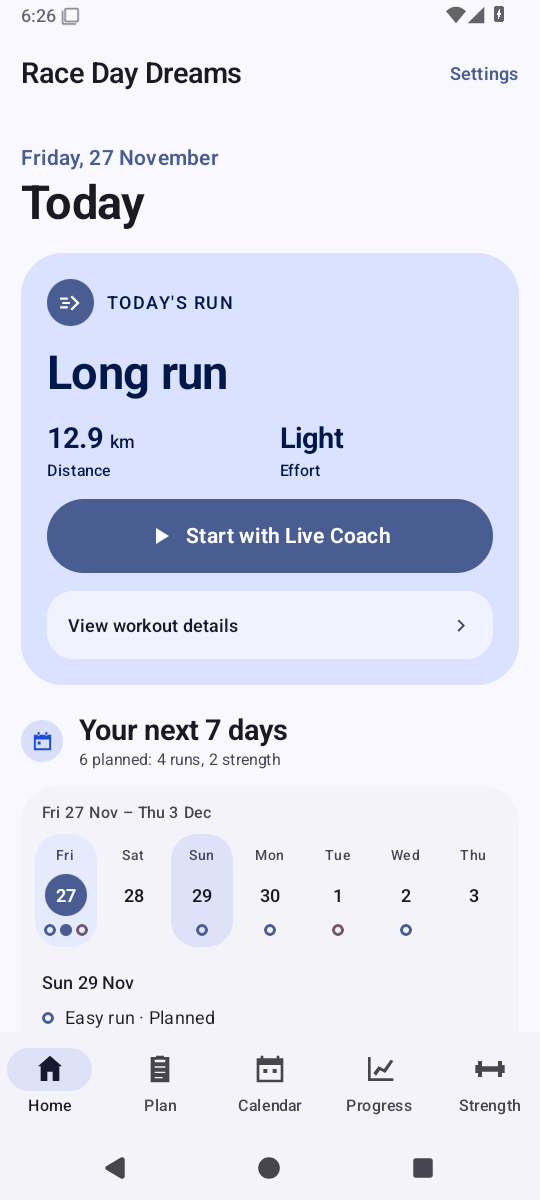 6:26
Race Day Dreams
Settings
Friday, 27 November
Today
TODAY'S RUN
Long run
12.9 km
Light
Distance
Effort
Start with Live Coach
View workout details
Your next 7 days
6 planned: 4 runs, 2 strength
Fri 27 Nov – Thu 3 Dec
Fri Sat Sun Mon Tue Wed Thu
27 28 29 30 1 2 3
Sun 29 Nov
Easy run · Planned
Home Plan Calendar Progress Strength